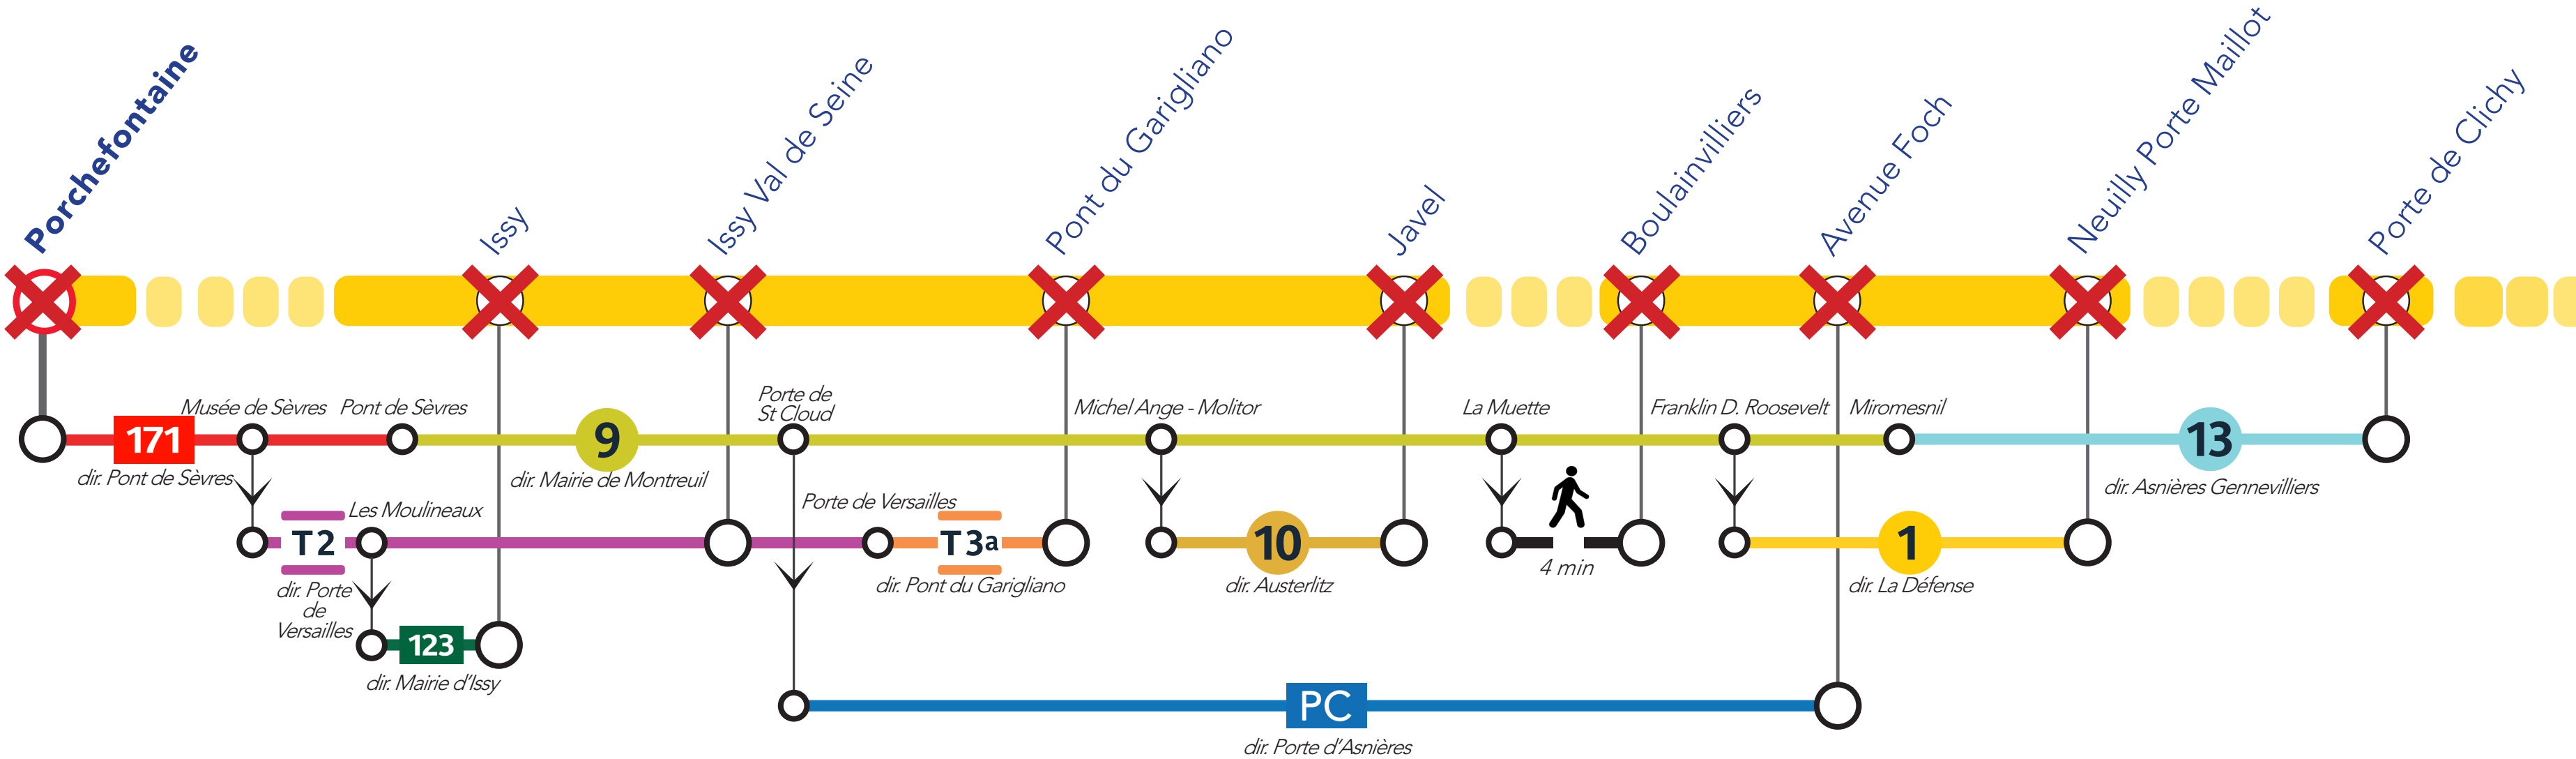 Porchefontaine
Issy
Issy Val de Seine
Pont du Garigliano
Javel
Boulainvilliers
Avenue Foch
Neuilly Porte Maillot
Porte de Clichy
Musée de Sèvres
Pont de Sèvres
Porte de
St Cloud
Michel Ange - Molitor
La Muette
Franklin D. Roosevelt
Miromesnil
171
9
13
dir. Pont de Sèvres
dir. Mairie de Montreuil
dir. Asnières Gennevilliers
Les Moulineaux
Porte de Versailles
T2
T3a
10
1
dir. Porte
de
Versailles
dir. Pont du Garigliano
dir. Austerlitz
4 min
dir. La Défense
123
dir. Mairie d'Issy
PC
dir. Porte d'Asnières